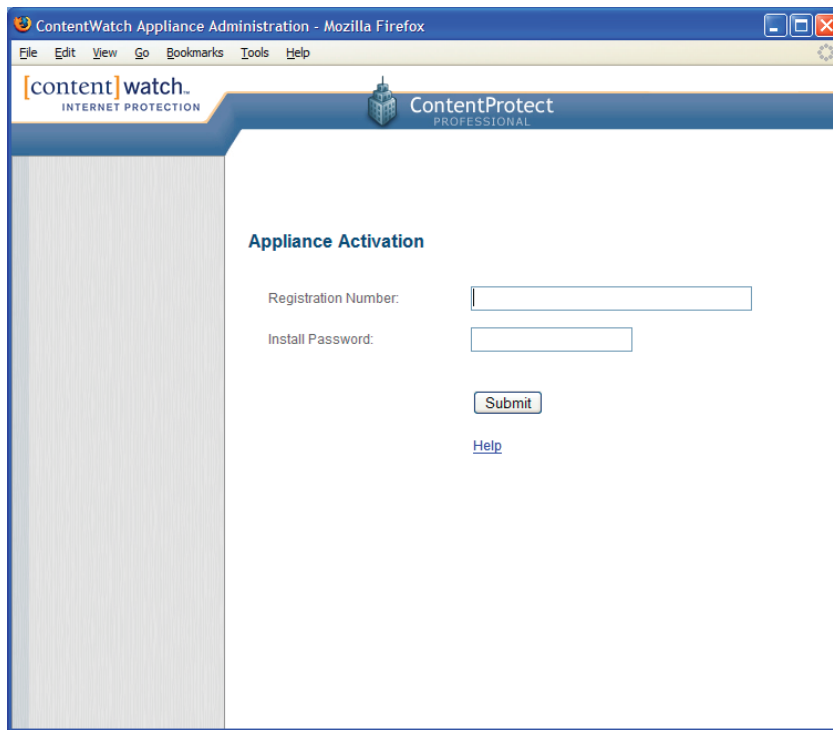 ContentWatch Appliance Administration - Mozilla Firefox
File Edit View Go Bookmarks Tools Help
[content]watch™
INTERNET PROTECTION
ContentProtect
PROFESSIONAL
Appliance Activation
Registration Number:
Install Password:
Submit
Help